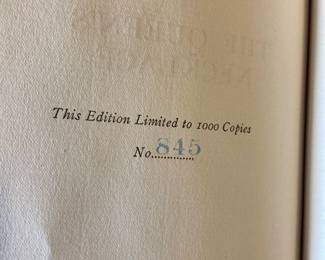 This Edition Limited to 1000 Copies
No..............845